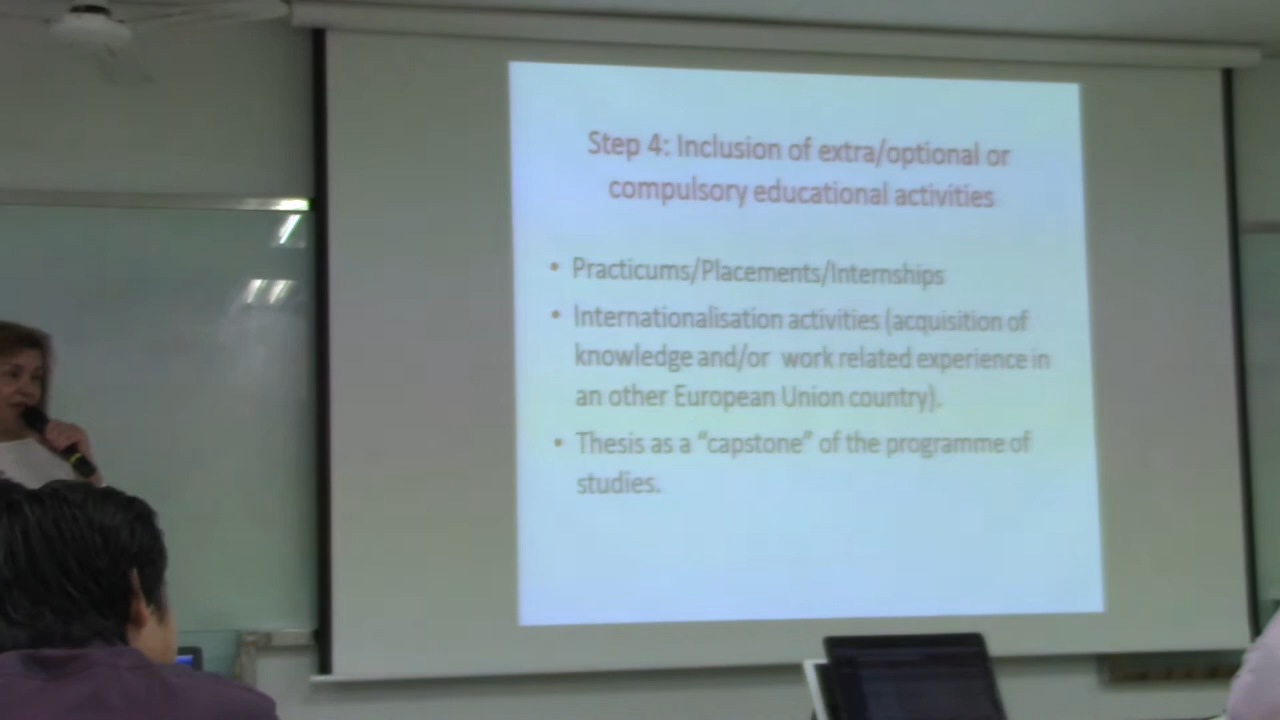 Step 4: Inclusion of extra/optional or
compulsory educational activities
• Practicums/Placements/Internships
• Internationalisation activities (acquisition of
knowledge and/or work related experience in
an other European Union country).
• Thesis as a “capstone” of the programme of
studies.